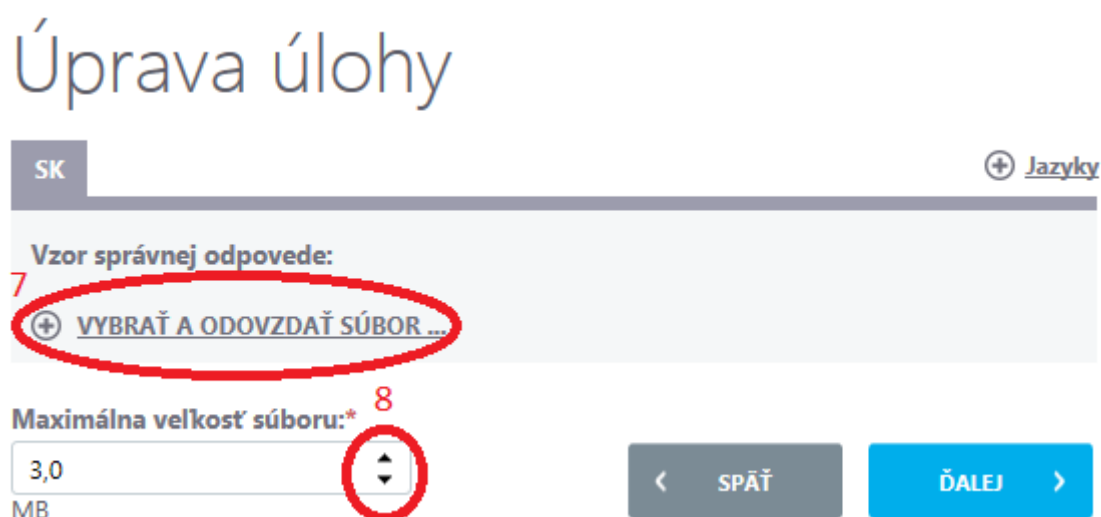 Úprava úlohy
SK
Jazyky
Vzor správnej odpovede:
7
VYBRAŤ A ODOVZDAŤ SÚBOR ...
8
Maximálna veľkosť súboru:*
3,0
SPÄŤ
ĎALEJ
MB